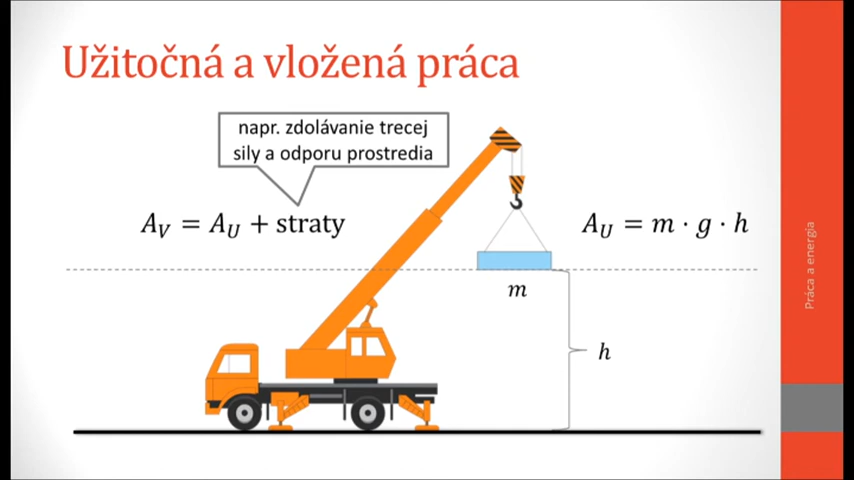 Užitočná a vložená práca
napr. zdolávanie trecej
sily a odporu prostredia
A_V = A_U + straty
A_U = m · g · h
m
h
Práca a energia